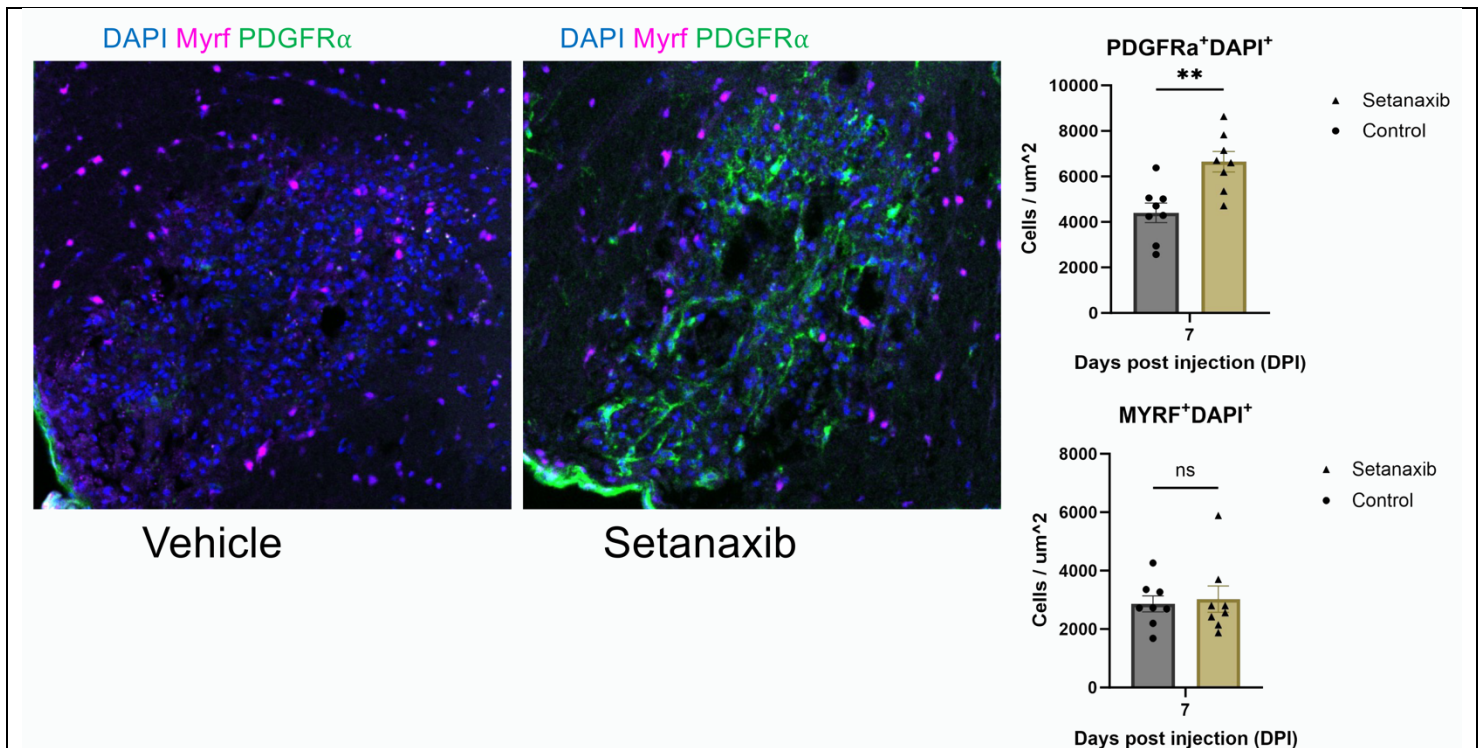 DAPI Myrf PDGFRα
DAPI Myrf PDGFRα
Vehicle
Setanaxib
PDGFRa⁺DAPI⁺
**
10000
8000
6000
4000
2000
0
Cells / um^2
7
Days post injection (DPI)
Setanaxib
Control
MYRF⁺DAPI⁺
ns
8000
6000
4000
2000
0
Cells / um^2
7
Days post injection (DPI)
Setanaxib
Control